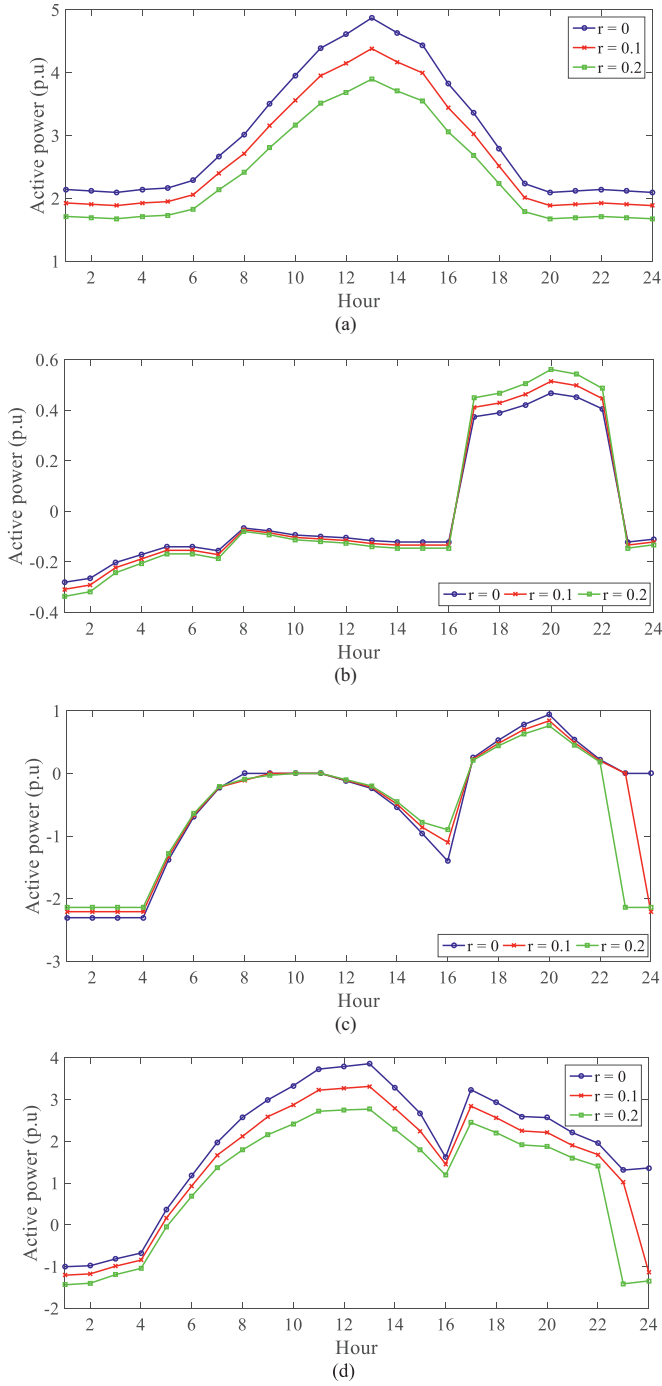 5
4
3
2
1
Active power (p.u)
r = 0
r = 0.1
r = 0.2
2 4 6 8 10 12 14 16 18 20 22 24
Hour
(a)
0.6
0.4
0.2
0
-0.2
-0.4
Active power (p.u)
r = 0 r = 0.1 r = 0.2
2 4 6 8 10 12 14 16 18 20 22 24
Hour
(b)
1
0
-1
-2
-3
Active power (p.u)
r = 0 r = 0.1 r = 0.2
2 4 6 8 10 12 14 16 18 20 22 24
Hour
(c)
4
3
2
1
0
-1
-2
Active power (p.u)
r = 0
r = 0.1
r = 0.2
2 4 6 8 10 12 14 16 18 20 22 24
Hour
(d)